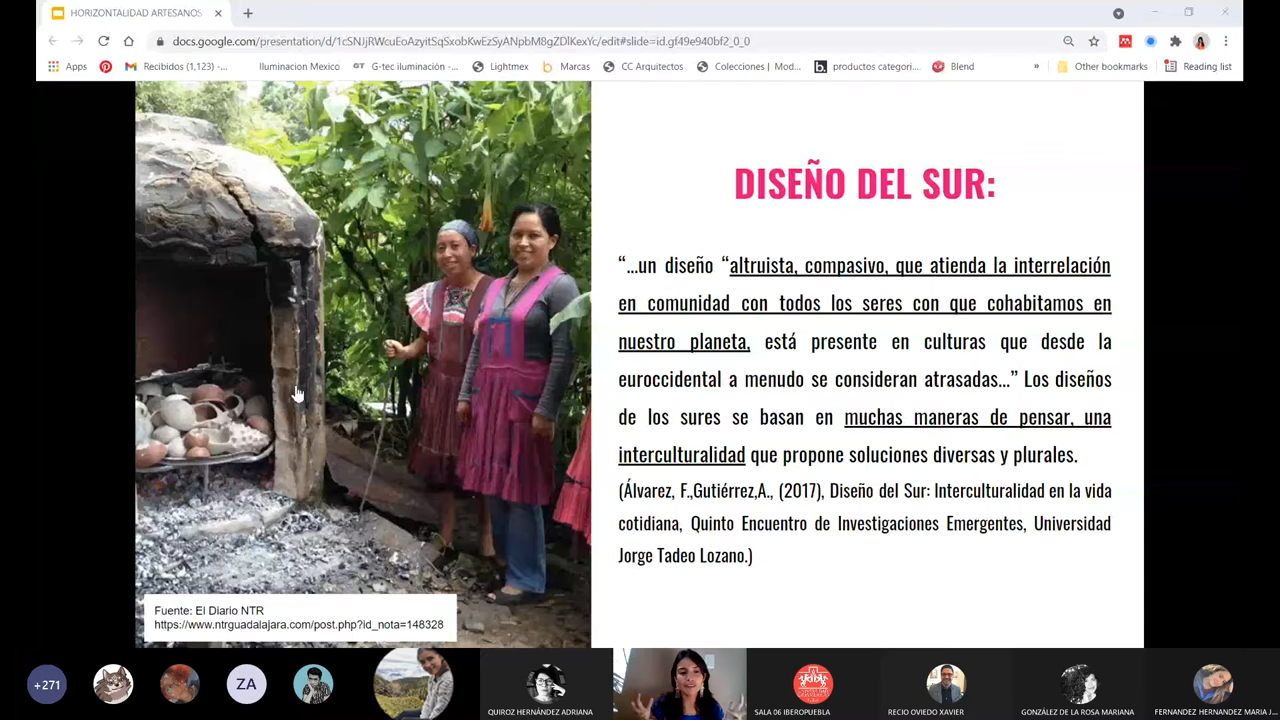 HORIZONTALIDAD ARTESANOS
docs.google.com/presentation/d/1cSNJjRWcuEoAzyitSqSxobKwEzSyANpbM8gZDlKexYc/edit#slide=id.gf49e940bf2_0_0
Apps Recibidos (1,123) -... Iluminacion Mexico GT G-tec iluminación -... Lightmex Marcas CC Arquitectos Colecciones | Mod... productos categori... Blend » Other bookmarks Reading list
DISEÑO DEL SUR:
“...un diseño “altruista, compasivo, que atienda la interrelación
en comunidad con todos los seres con que cohabitamos en
nuestro planeta, está presente en culturas que desde la
euroccidental a menudo se consideran atrasadas...” Los diseños
de los sures se basan en muchas maneras de pensar, una
interculturalidad que propone soluciones diversas y plurales.
(Álvarez, F.,Gutiérrez,A., (2017), Diseño del Sur: Interculturalidad en la vida
cotidiana, Quinto Encuentro de Investigaciones Emergentes, Universidad
Jorge Tadeo Lozano.)
Fuente: El Diario NTR
https://www.ntrguadalajara.com/post.php?id_nota=148328
+271 ZA
QUIROZ HERNÁNDEZ ADRIANA SALA 06 IBEROPUEBLA RECIO OVIEDO XAVIER GONZÁLEZ DE LA ROSA MARIANA FERNANDEZ HERNANDEZ MARIA J...